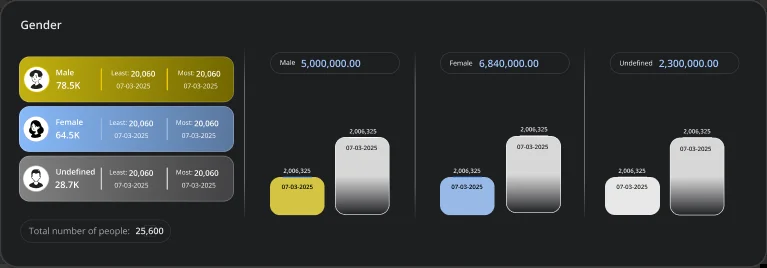 Gender
Male
78.5K
Least: 20,060
07-03-2025
Most: 20,060
07-03-2025
Female
64.5K
Least: 20,060
07-03-2025
Most: 20,060
07-03-2025
Undefined
28.7K
Least: 20,060
07-03-2025
Most: 20,060
07-03-2025
Total number of people: 25,600
Male 5,000,000.00
2,006,325
07-03-2025
2,006,325
07-03-2025
Female 6,840,000.00
2,006,325
07-03-2025
2,006,325
07-03-2025
Undefined 2,300,000.00
2,006,325
07-03-2025
2,006,325
07-03-2025